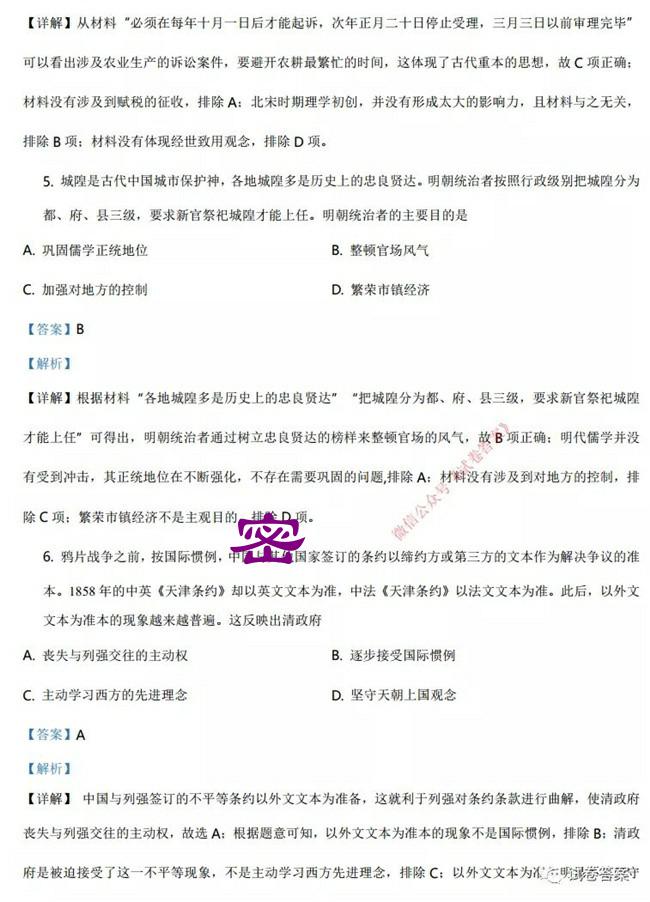 【详解】从材料“必须在每年十月一日后才能起诉，次年正月二十日停止受理，三月三日以前审理完毕”
可以看出涉及农业生产的诉讼案件，要避开农耕最繁忙的时间，这体现了古代重本的思想，故C项正确；
材料没有涉及到赋税的征收，排除A；北宋时期理学初创，并没有形成太大的影响力，且材料与之无关，
排除B项；材料没有体现经世致用观念，排除D项。
5. 城隍是古代中国城市保护神，各地城隍多是历史上的忠良贤达。明朝统治者按照行政级别把城隍分为
都、府、县三级，要求新官祭祀城隍才能上任。明朝统治者的主要目的是
A. 巩固儒学正统地位 B. 整顿官场风气
C. 加强对地方的控制 D. 繁荣市镇经济
【答案】B
【解析】
【详解】根据材料“各地城隍多是历史上的忠良贤达”“把城隍分为都、府、县三级，要求新官祭祀城隍
才能上任”可得出，明朝统治者通过树立忠良贤达的榜样来整顿官场的风气，故B项正确；明代儒学并没
有受到冲击，其正统地位在不断强化，不存在需要巩固的问题,排除A；材料没有涉及到对地方的控制，排
除C项；繁荣市镇经济不是主观目的，排除D项。
微信公众号《试卷答案》
密
6. 鸦片战争之前，按国际惯例，中国与其他国家签订的条约以缔约方或第三方的文本作为解决争议的准
本。1858年的中英《天津条约》却以英文文本为准，中法《天津条约》以法文文本为准。此后，以外文
文本为准本的现象越来越普遍。这反映出清政府
A. 丧失与列强交往的主动权 B. 逐步接受国际惯例
C. 主动学习西方的先进理念 D. 坚守天朝上国观念
【答案】A
【解析】
【详解】 中国与列强签订的不平等条约以外文文本为准备，这就利于列强对条约条款进行曲解，使清政府
丧失与列强交往的主动权，故选A；根据题意可知，以外文文本为准本的现象不是国际惯例，排除B；清政
府是被迫接受了这一不平等现象，不是主动学习西方先进理念，排除C；以外文文本为准，明
试卷答案